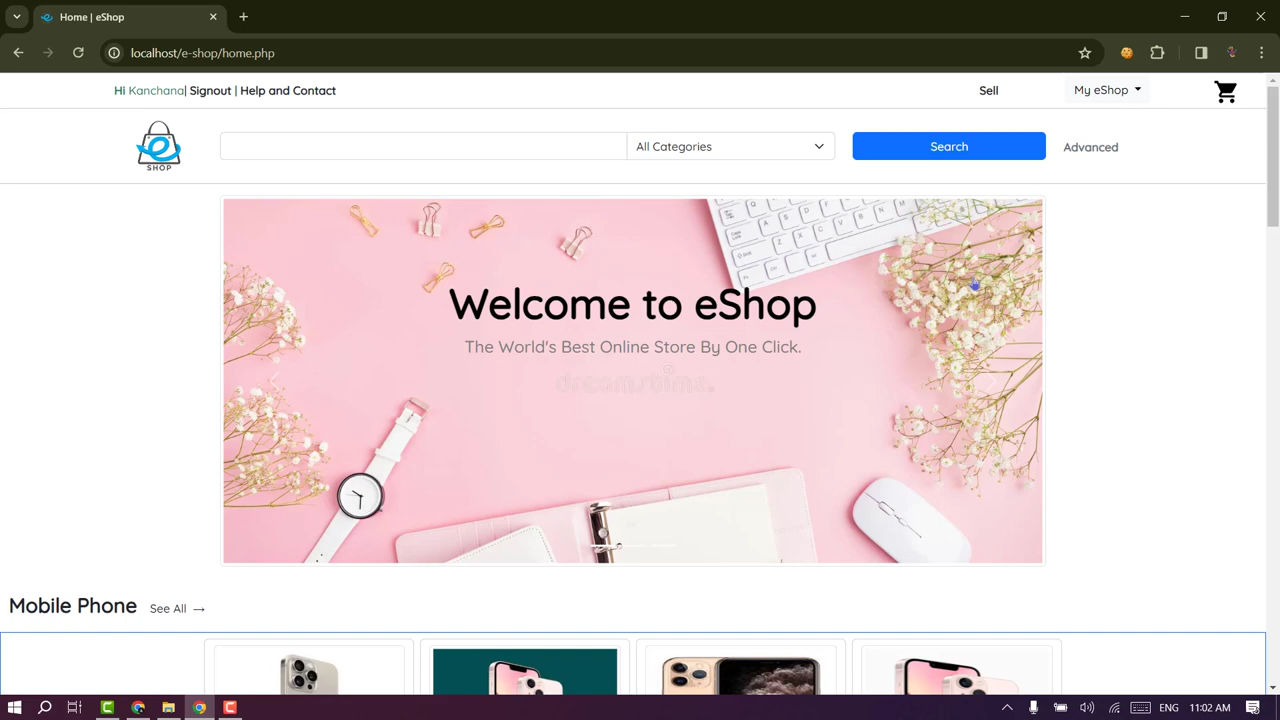 Home | eShop
localhost/e-shop/home.php
Hi Kanchana| Signout | Help and Contact
Sell
My eShop
SHOP
All Categories
Search
Advanced
Welcome to eShop
The World's Best Online Store By One Click.
dreamstime.
Mobile Phone
See All →
ENG
11:02 AM